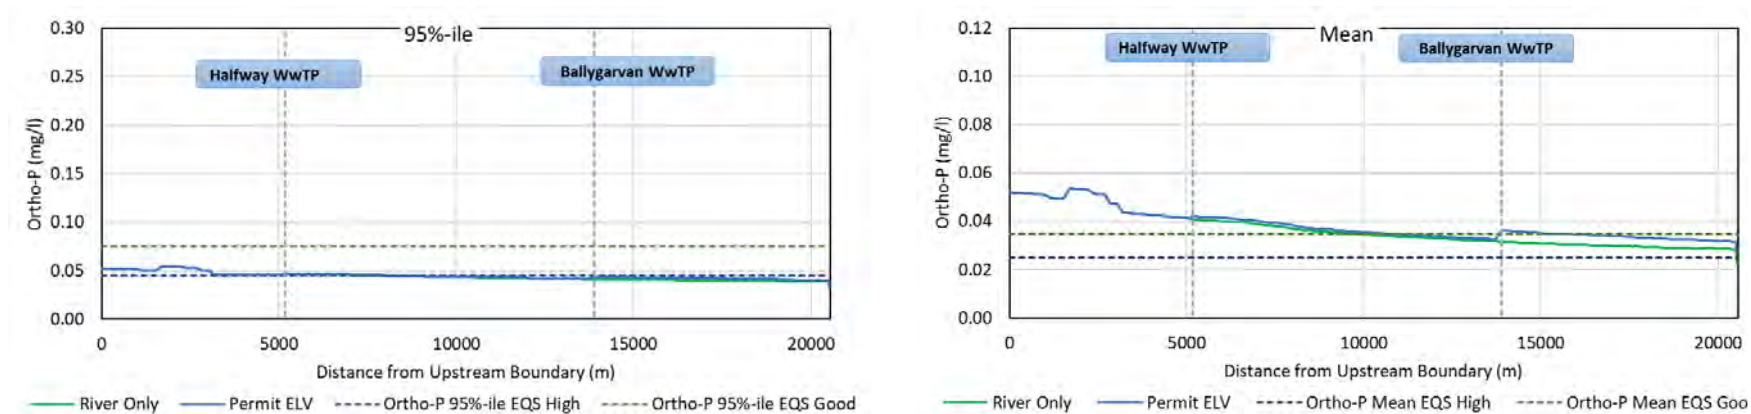 95%-ile
0.30
0.25
0.20
0.15
0.10
0.05
0.00
Ortho-P (mg/l)
Halfway WwTP
Ballygarvan WwTP
0 5000 10000 15000 20000
Distance from Upstream Boundary (m)
River Only Permit ELV Ortho-P 95%-ile EQS High Ortho-P 95%-ile EQS Good
Mean
0.12
0.10
0.08
0.06
0.04
0.02
0.00
Ortho-P (mg/l)
Halfway WwTP
Ballygarvan WwTP
0 5000 10000 15000 20000
Distance from Upstream Boundary (m)
River Only Permit ELV Ortho-P Mean EQS High Ortho-P Mean EQS Goo